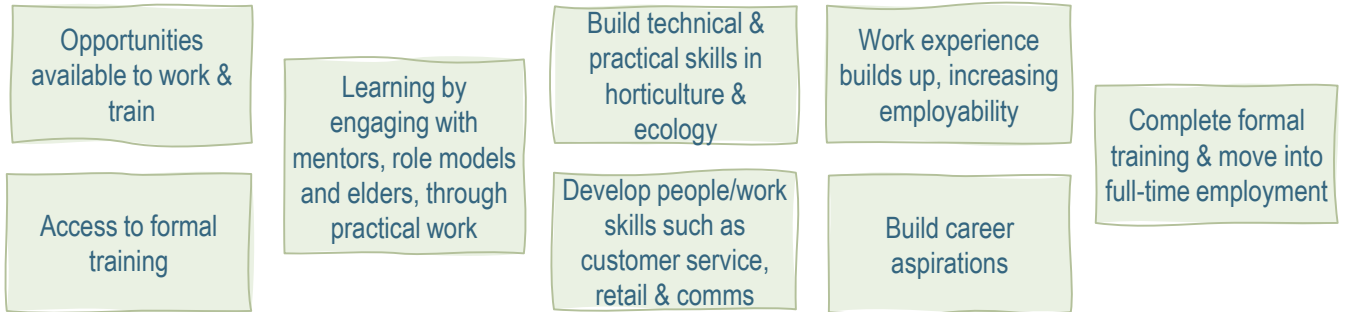 Opportunities
available to work &
train
Access to formal
training
Learning by
engaging with
mentors, role models
and elders, through
practical work
Build technical &
practical skills in
horticulture &
ecology
Develop people/work
skills such as
customer service,
retail & comms
Work experience
builds up, increasing
employability
Build career
aspirations
Complete formal
training & move into
full-time employment